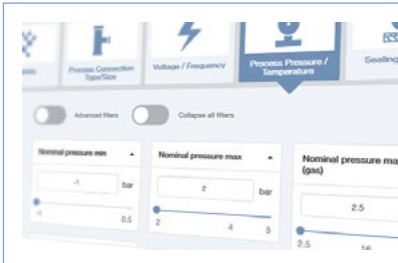 Process Connection
Type/Size
Voltage / Frequency
Process Pressure /
Temperature
Sealing
Advanced filters
Collapse all filters
Nominal pressure min
Nominal pressure max
Nominal pressure ma
(gas)
-1
bar
2
bar
2.5
-1
0.5
2
4
5
2.5
16